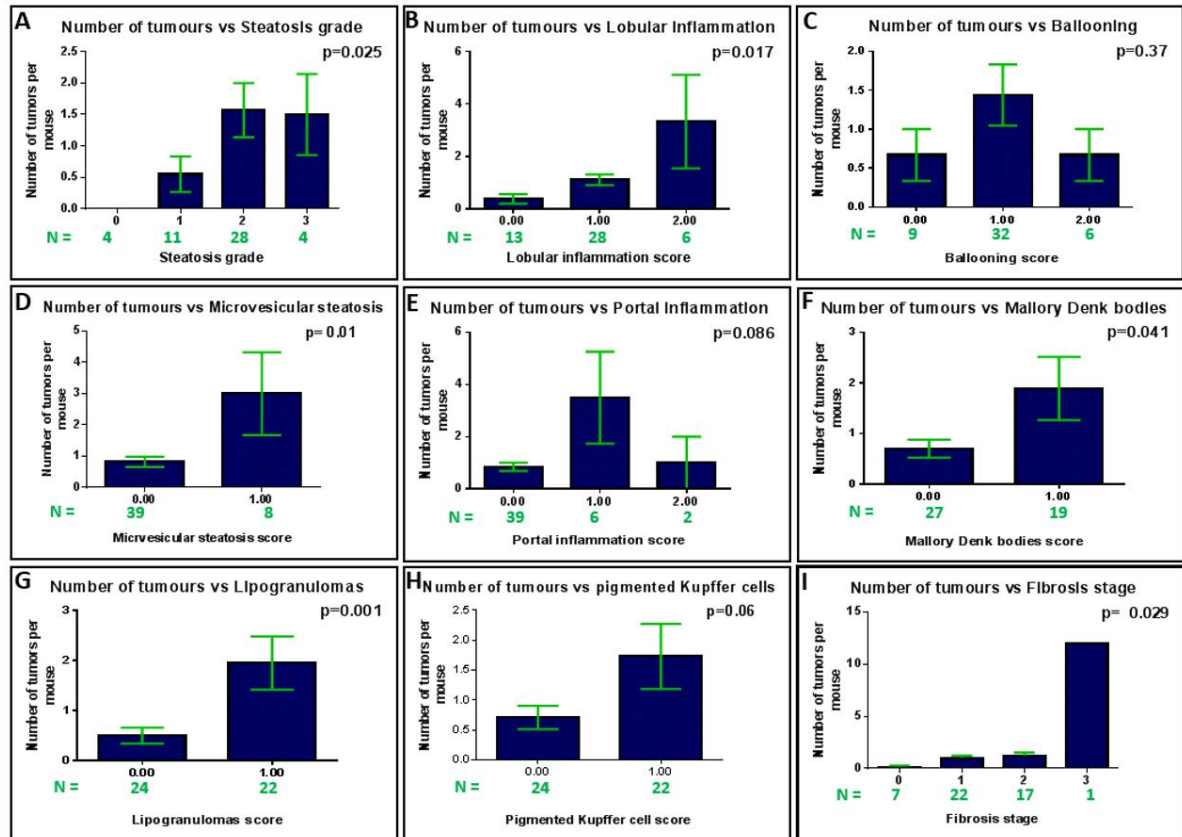 A
Number of tumours vs Steatosis grade
p=0.025
Number of tumors per
mouse
2.5
2.0
1.5
1.0
0.5
0.0
0 1 2 3
N = 4 11 28 4
Steatosis grade
B
Number of tumours vs Lobular Inflammation
p=0.017
Number of tumors per
mouse
6
4
2
0
0.00 1.00 2.00
N = 13 28 6
Lobular inflammation score
C
Number of tumours vs Ballooning
p=0.37
Number of tumors per
mouse
2.0
1.5
1.0
0.5
0.0
0.00 1.00 2.00
N = 9 32 6
Ballooning score
D
Number of tumours vs Microvesicular steatosis
p= 0.01
Number of tumors per
mouse
5
4
3
2
1
0
0.00 1.00
N = 39 8
Micrvesicular steatosis score
E
Number of tumours vs Portal Inflammation
p=0.086
Number of tumors per
mouse
6
4
2
0
0.00 1.00 2.00
N = 39 6 2
Portal inflammation score
F
Number of tumours vs Mallory Denk bodies
p=0.041
Number of tumors per
mouse
3
2
1
0
0.00 1.00
N = 27 19
Mallory Denk bodies score
G
Number of tumours vs Lipogranulomas
p=0.001
Number of tumors per
mouse
3
2
1
0
0.00 1.00
N = 24 22
Lipogranulomas score
H
Number of tumours vs pigmented Kupffer cells
p=0.06
Number of tumors per
mouse
2.5
2.0
1.5
1.0
0.5
0.0
0.00 1.00
N = 24 22
Pigmented Kupffer cell score
I
Number of tumours vs Fibrosis stage
p= 0.029
Number of tumors per
mouse
15
10
5
0
0 1 2 3
N = 7 22 17 1
Fibrosis stage